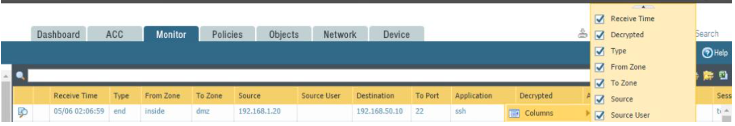 Receive Time
Dashboard ACC Monitor Policies Objects Network Device
Decrypted
Search
Type
Help
From Zone
To Zone
Receive Time Type From Zone To Zone Source Source User Destination To Port Application Decrypted
Source
05/06 02:06:59 end inside dmz 192.168.1.20 192.168.50.10 22 ssh
Columns
Source User